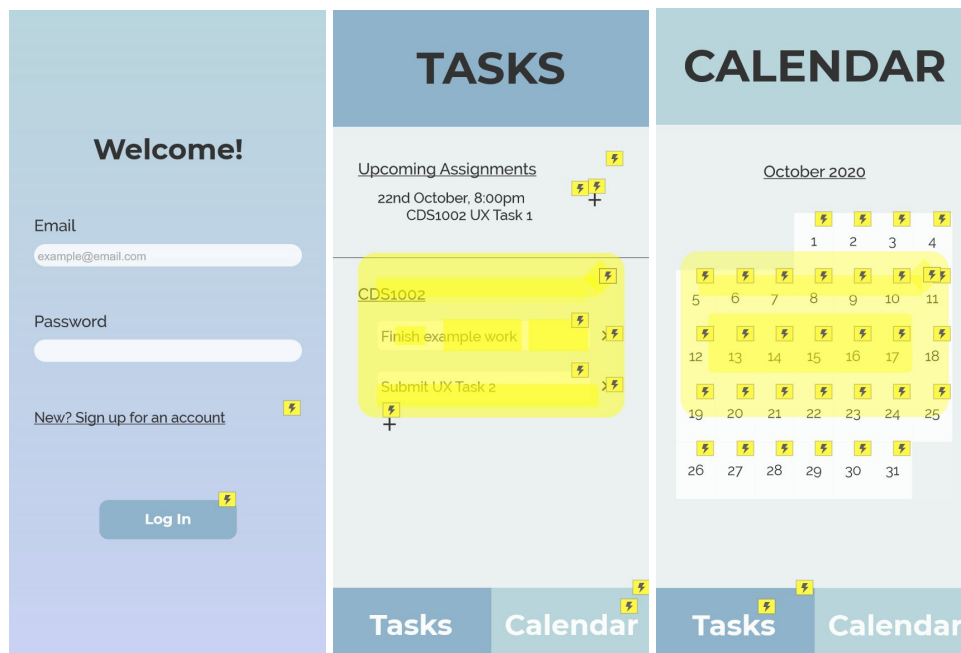 Welcome!
Email
example@email.com
Password
New? Sign up for an account
Log In
TASKS
Upcoming Assignments
22nd October, 8:00pm
CDS1002 UX Task 1
+
CDS1002
Finish example work
Submit UX Task 2
+
Tasks Calendar
CALENDAR
October 2020
1 2 3 4
5 6 7 8 9 10 11
12 13 14 15 16 17 18
19 20 21 22 23 24 25
26 27 28 29 30 31
Tasks Calendar